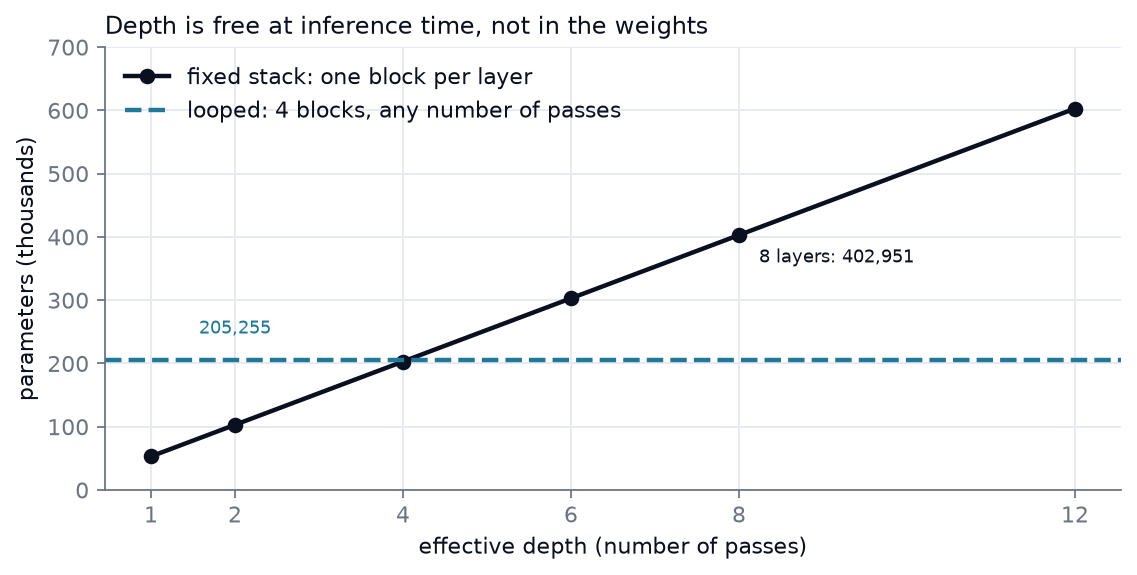 Depth is free at inference time, not in the weights
fixed stack: one block per layer
looped: 4 blocks, any number of passes
parameters (thousands)
700
600
500
400
300
200
100
0
8 layers: 402,951
205,255
1 2 4 6 8 12
effective depth (number of passes)